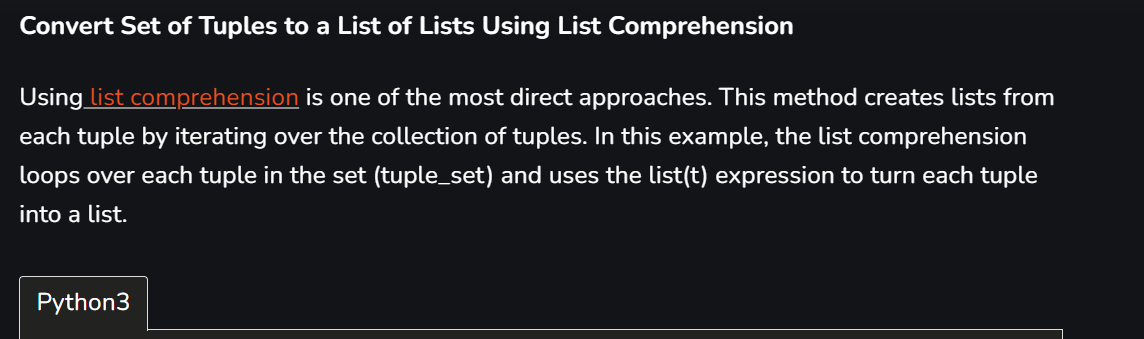 Convert Set of Tuples to a List of Lists Using List Comprehension
Using list comprehension is one of the most direct approaches. This method creates lists from
each tuple by iterating over the collection of tuples. In this example, the list comprehension
loops over each tuple in the set (tuple_set) and uses the list(t) expression to turn each tuple
into a list.
Python3